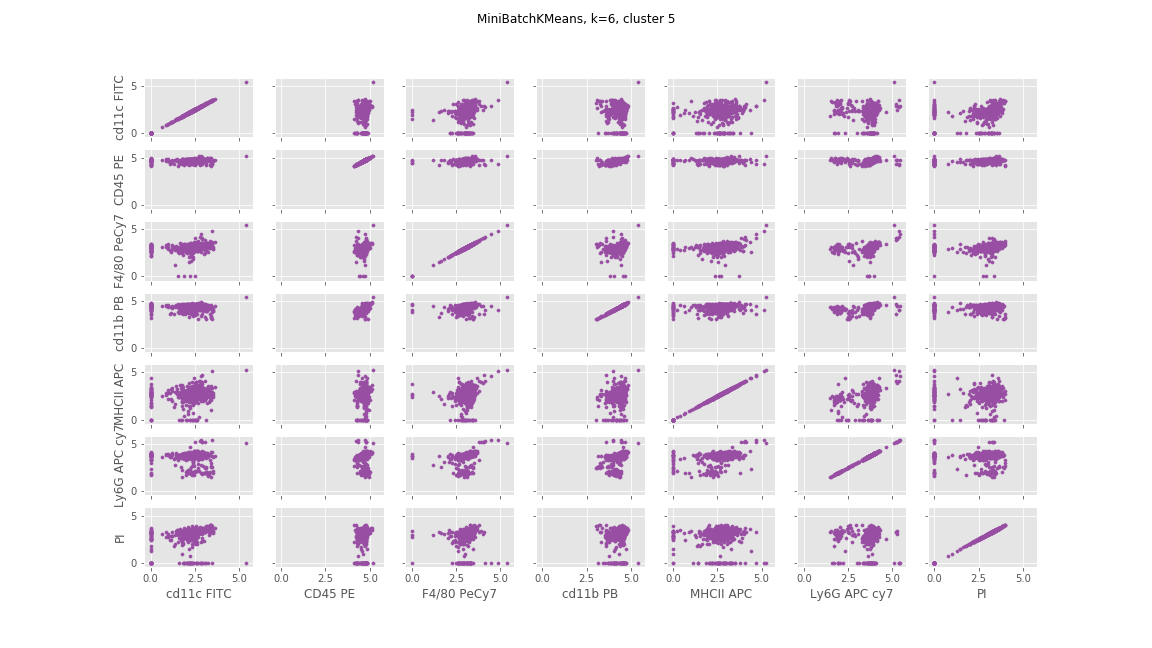 MiniBatchKMeans, k=6, cluster 5
cd11c FITC
5
0
CD45 PE
5
0
F4/80 PeCy7
5
0
cd11b PB
5
0
MHCII APC
5
0
Ly6G APC cy7
5
0
PI
5
0
0.0 2.5 5.0 0.0 2.5 5.0 0.0 2.5 5.0 0.0 2.5 5.0 0.0 2.5 5.0 0.0 2.5 5.0 0.0 2.5 5.0
cd11c FITC CD45 PE F4/80 PeCy7 cd11b PB MHCII APC Ly6G APC cy7 PI